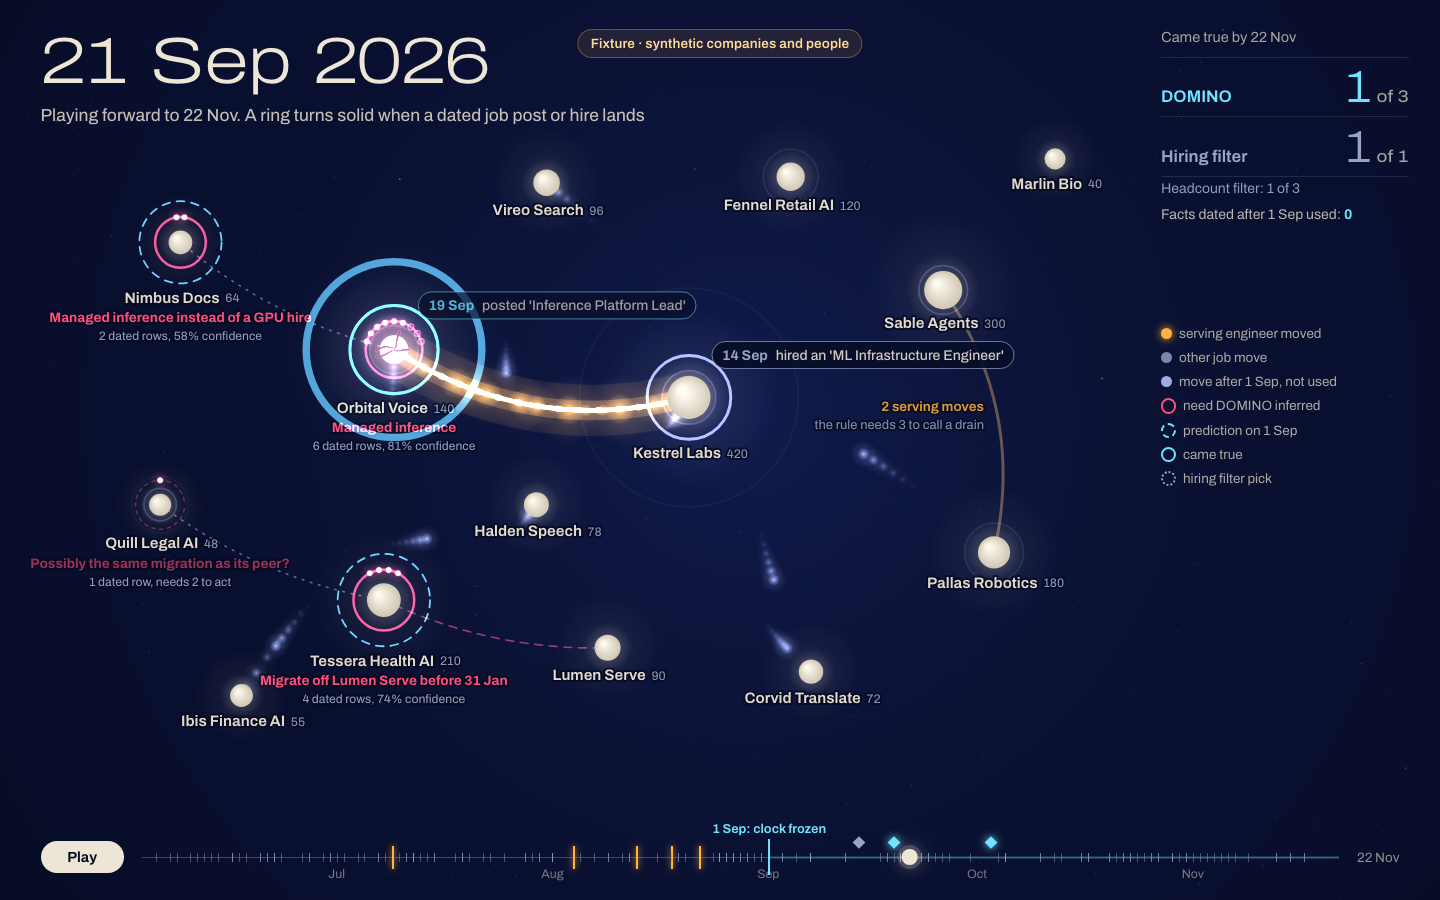 21 Sep 2026
Fixture · synthetic companies and people
Playing forward to 22 Nov. A ring turns solid when a dated job post or hire lands
Came true by 22 Nov
DOMINO 1 of 3
Hiring filter 1 of 1
Headcount filter: 1 of 3
Facts dated after 1 Sep used: 0
Vireo Search 96
Fennel Retail AI 120
Marlin Bio 40
Nimbus Docs 64
Managed inference instead of a GPU hire
2 dated rows, 58% confidence
19 Sep posted 'Inference Platform Lead'
Sable Agents 300
14 Sep hired an 'ML Infrastructure Engineer'
Orbital Voice 140
Managed inference
6 dated rows, 81% confidence
2 serving moves
the rule needs 3 to call a drain
Kestrel Labs 420
serving engineer moved
other job move
move after 1 Sep, not used
need DOMINO inferred
prediction on 1 Sep
came true
hiring filter pick
Halden Speech 78
Quill Legal AI 48
Possibly the same migration as its peer?
1 dated row, needs 2 to act
Pallas Robotics 180
Tessera Health AI 210
Migrate off Lumen Serve before 31 Jan
4 dated rows, 74% confidence
Lumen Serve 90
Corvid Translate 72
Ibis Finance AI 55
1 Sep: clock frozen
Play
22 Nov
Jul
Aug
Sep
Oct
Nov